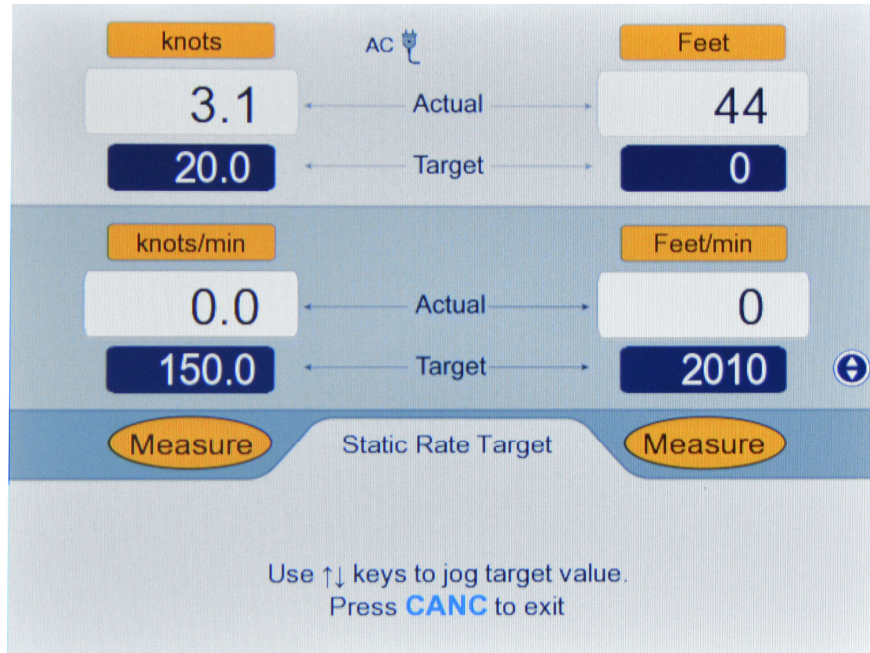 knots AC Feet
3.1 Actual 44
20.0 Target 0
knots/min Feet/min
0.0 Actual 0
150.0 Target 2010
Measure Static Rate Target Measure
Use ↑↓ keys to jog target value.
Press CANC to exit